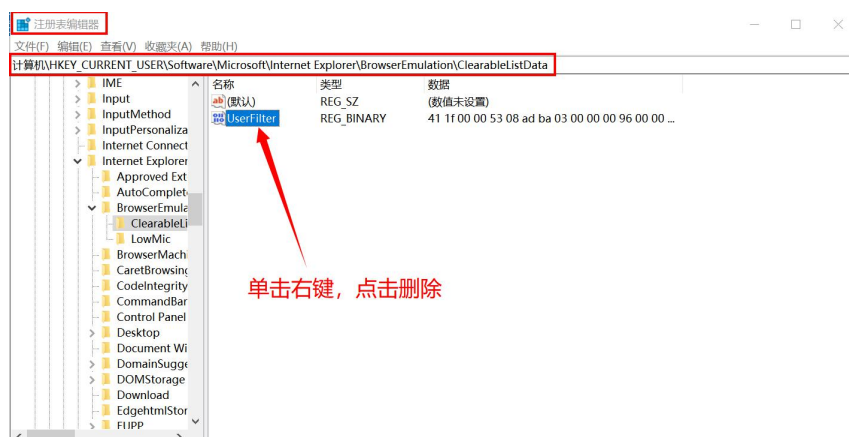 注册表编辑器
文件(F) 编辑(E) 查看(V) 收藏夹(A) 帮助(H)
计算机\HKEY_CURRENT_USER\Software\Microsoft\Internet Explorer\BrowserEmulation\ClearableListData
IME
Input
InputMethod
InputPersonaliza
Internet Connect
Internet Explorer
Approved Ext
AutoComplet
BrowserEmula
ClearableLi
LowMic
BrowserMach
CaretBrowsing
CodeIntegrity
CommandBar
Control Panel
Desktop
Document Wi
DomainSugge
DOMStorage
Download
EdgehtmlStor
EUPP
名称 类型 数据
(默认) REG_SZ (数值未设置)
UserFilter REG_BINARY 41 1f 00 00 53 08 ad ba 03 00 00 00 96 00 00 ...
单击右键，点击删除